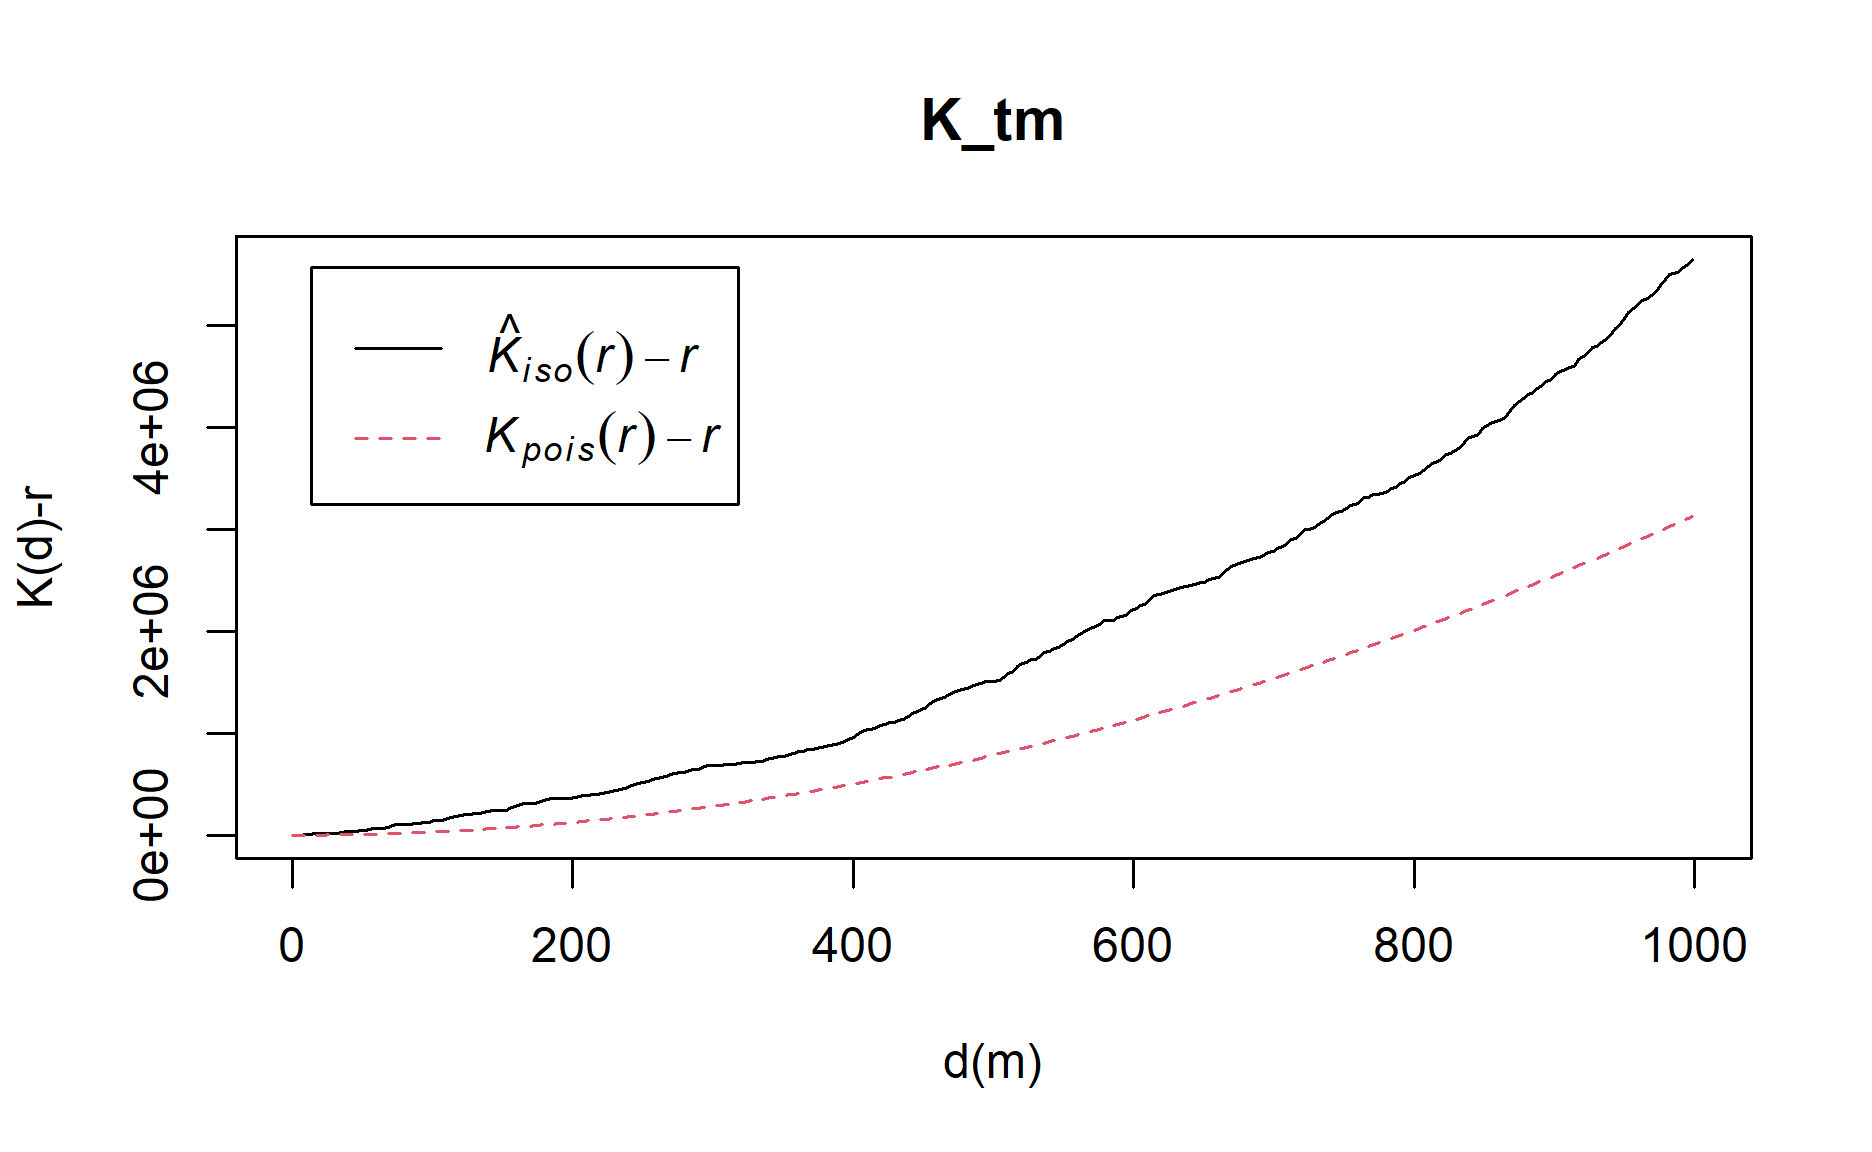 K_tm
K̂iso(r) − r
Kpois(r) − r
K(d)-r
0e+00
2e+06
4e+06
0
200
400
600
800
1000
d(m)